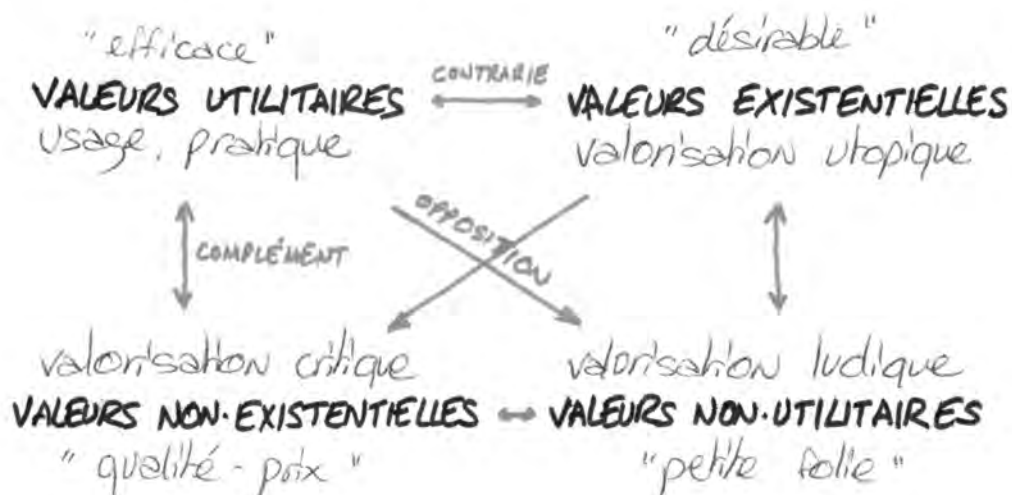 "efficace"
"désirable"
VALEURS UTILITAIRES
CONTRARIE
VALEURS EXISTENTIELLES
usage, pratique
valorisation utopique
OPPOSITION
COMPLÉMENT
valorisation critique
valorisation ludique
VALEURS NON-EXISTENTIELLES
VALEURS NON-UTILITAIRES
"qualité-prix"
"petite folie"